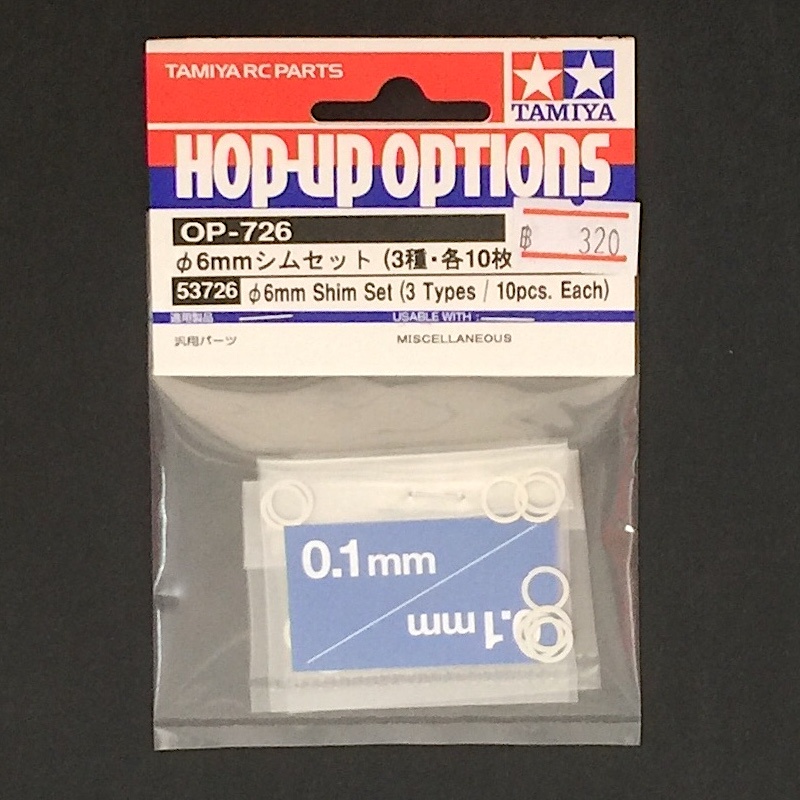 TAMIYA RC PARTS
TAMIYA
HOP-UP OPTIONS
OP-726
฿ 320
φ6mmシムセット (3種・各10枚
53726 φ6mm Shim Set (3 Types / 10pcs. Each)
適用製品
USABLE WITH :
汎用パーツ
MISCELLANEOUS
0.1mm
0.1mm